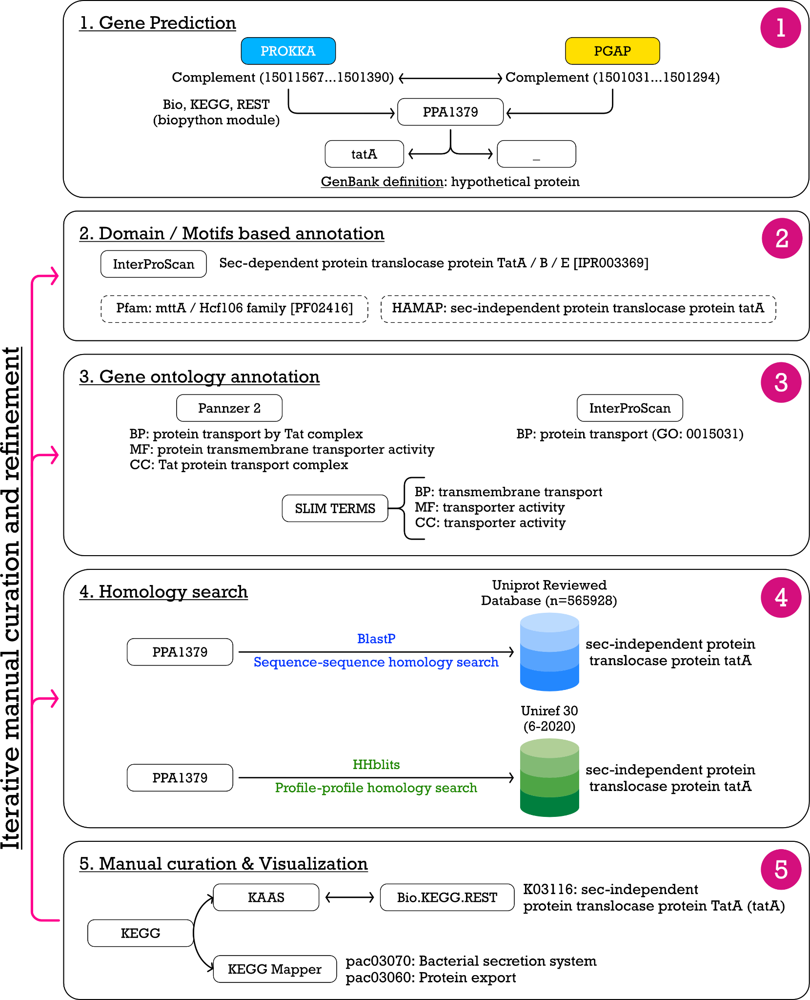 1. Gene Prediction
1
PROKKA
PGAP
Complement (15011567...1501390)
Complement (1501031...1501294)
Bio, KEGG, REST
(biopython module)
PPA1379
tatA
_
GenBank definition: hypothetical protein
2. Domain / Motifs based annotation
2
InterProScan
Sec-dependent protein translocase protein TatA / B / E [IPR003369]
Pfam: mttA / Hcf106 family [PF02416]
HAMAP: sec-independent protein translocase protein tatA
Iterative manual curation and refinement
3. Gene ontology annotation
3
Pannzer 2
InterProScan
BP: protein transport by Tat complex
MF: protein transmembrane transporter activity
CC: Tat protein transport complex
BP: protein transport (GO: 0015031)
SLIM TERMS
BP: transmembrane transport
MF: transporter activity
CC: transporter activity
4. Homology search
4
Uniprot Reviewed
Database (n=565928)
PPA1379
BlastP
Sequence-sequence homology search
sec-independent protein
translocase protein tatA
Uniref 30
(6-2020)
PPA1379
HHblits
Profile-profile homology search
sec-independent protein
translocase protein tatA
5. Manual curation & Visualization
5
KAAS
Bio.KEGG.REST
K03116: sec-independent
protein translocase protein TatA (tatA)
KEGG
KEGG Mapper
pac03070: Bacterial secretion system
pac03060: Protein export